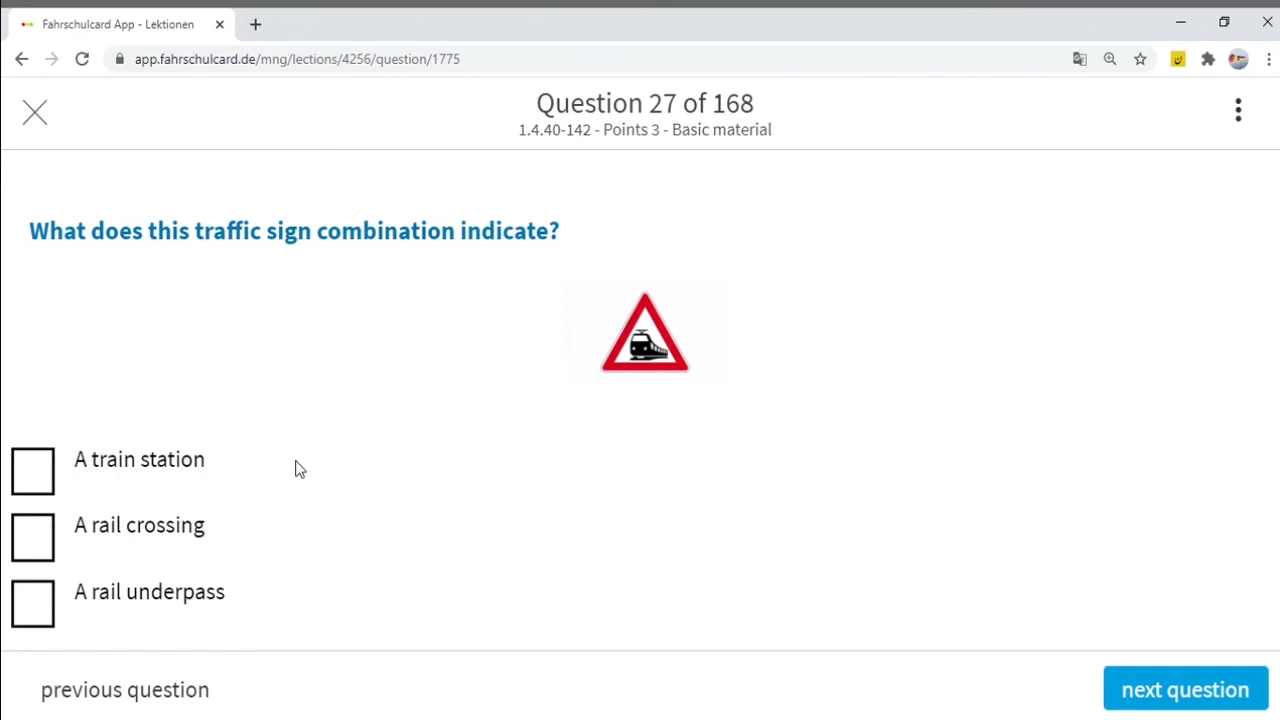 Fahrschulcard App - Lektionen
app.fahrschulcard.de/mng/lections/4256/question/1775
Question 27 of 168
1.4.40-142 - Points 3 - Basic material
What does this traffic sign combination indicate?
A train station
A rail crossing
A rail underpass
previous question
next question